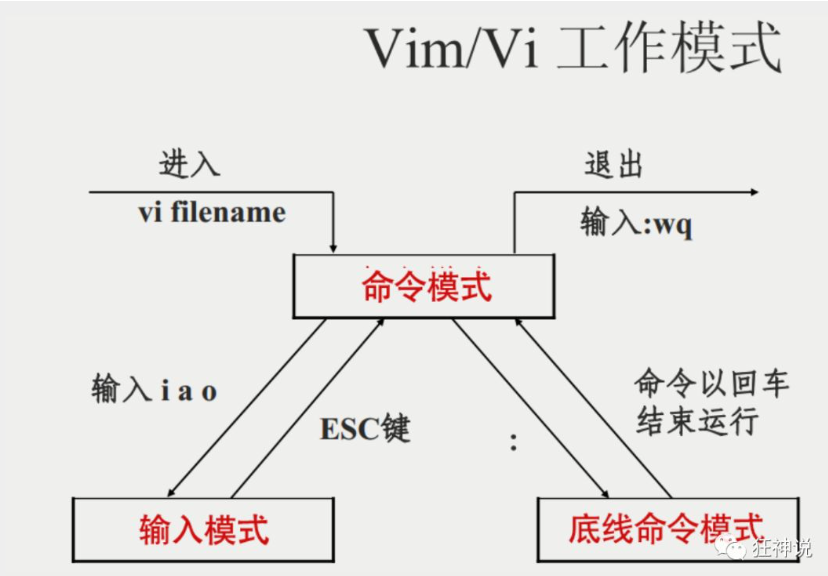 Vim/Vi 工作模式
进入
vi filename
退出
输入:wq
命令模式
输入 i a o
ESC键
:
命令以回车
结束运行
输入模式
底线命令模式
狂神说